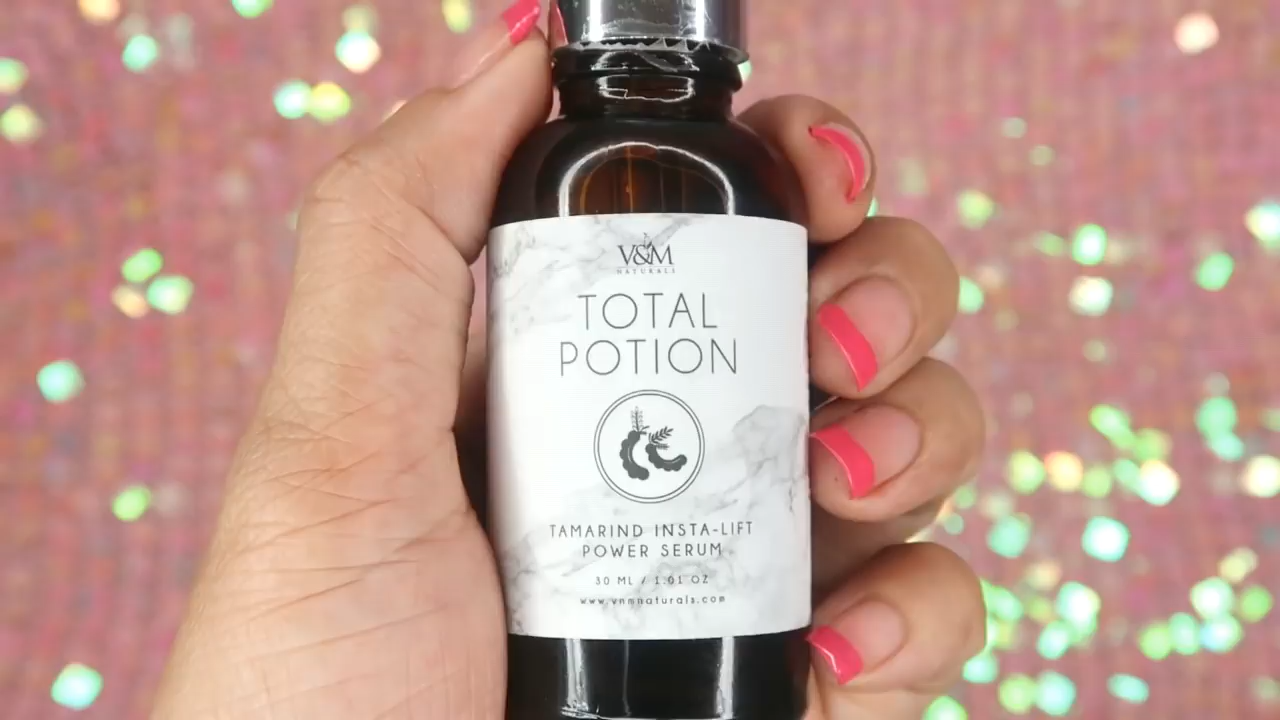 V&M
NATURALS
TOTAL
POTION
TAMARIND INSTA-LIFT
POWER SERUM
30 ML / 1.01 OZ
www.vnmnaturals.com